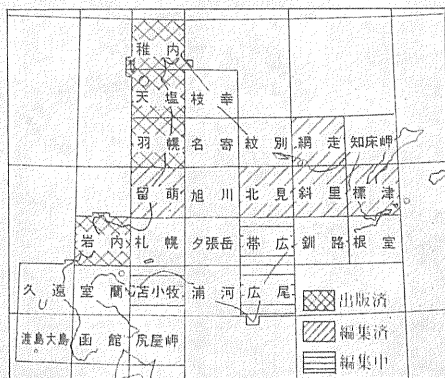 稚内
天塩 枝幸
羽幌 名寄 紋別 網走 知床岬
留萌 旭川 北見 斜里 標津
岩内 札幌 夕張岳 帯広 釧路 根室
久遠 室蘭 苫小牧 浦河 広尾
渡島大島 函館 尻屋岬
出版済
編集済
編集中